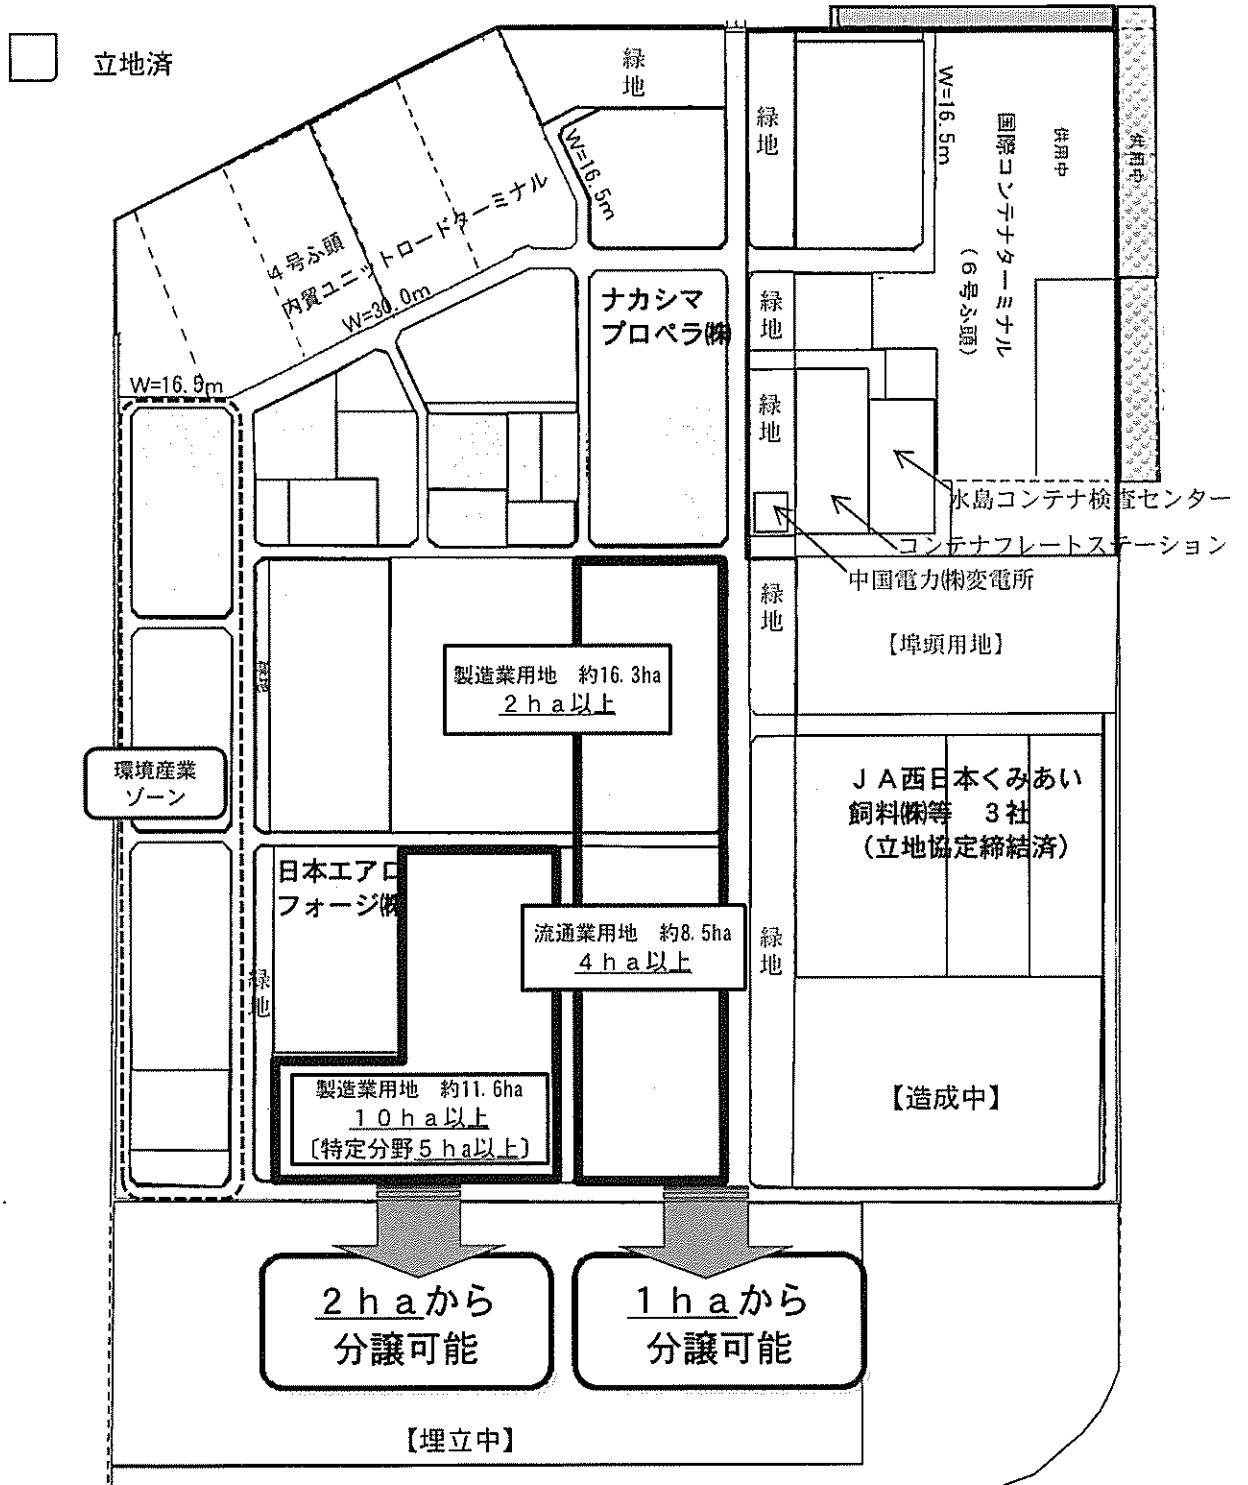 立地済
緑地
緑地
W=16.5m
国際コンテナターミナル
(6号ふ頭)
供用中
供用中
W=16.5m
4号ふ頭
内貿ユニットロードターミナル
W=30.0m
W=16.5m
ナカシマ
プロペラ㈱
緑地
緑地
水島コンテナ検査センター
コンテナフレートステーション
中国電力㈱変電所
緑地
【埠頭用地】
製造業用地 約16.3ha
2ha以上
環境産業
ゾーン
JA西日本くみあい
飼料㈱等 3社
(立地協定締結済)
日本エアロ
フォージ㈱
流通業用地 約8.5ha
4ha以上
緑地
緑地
製造業用地 約11.6ha
10ha以上
〔特定分野5ha以上〕
【造成中】
2haから
分譲可能
1haから
分譲可能
【埋立中】